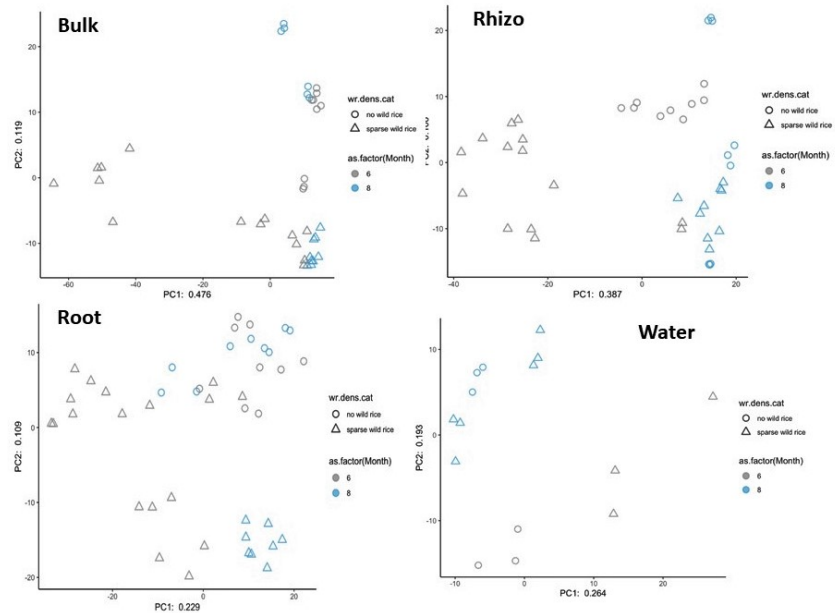 Bulk
20
10
0
-10
PC2: 0.119
-60
-40
-20
0
PC1: 0.476
wr.dens.cat
no wild rice
sparse wild rice
as.factor(Month)
6
8
Rhizo
20
10
0
-10
-40
-20
0
20
PC1: 0.387
wr.dens.cat
no wild rice
sparse wild rice
as.factor(Month)
6
8
Root
10
0
-10
-20
PC2: 0.109
-20
0
20
PC1: 0.229
wr.dens.cat
no wild rice
sparse wild rice
as.factor(Month)
6
8
Water
10
0
-10
PC2: 0.193
-10
0
10
20
PC1: 0.264
wr.dens.cat
no wild rice
sparse wild rice
as.factor(Month)
6
8